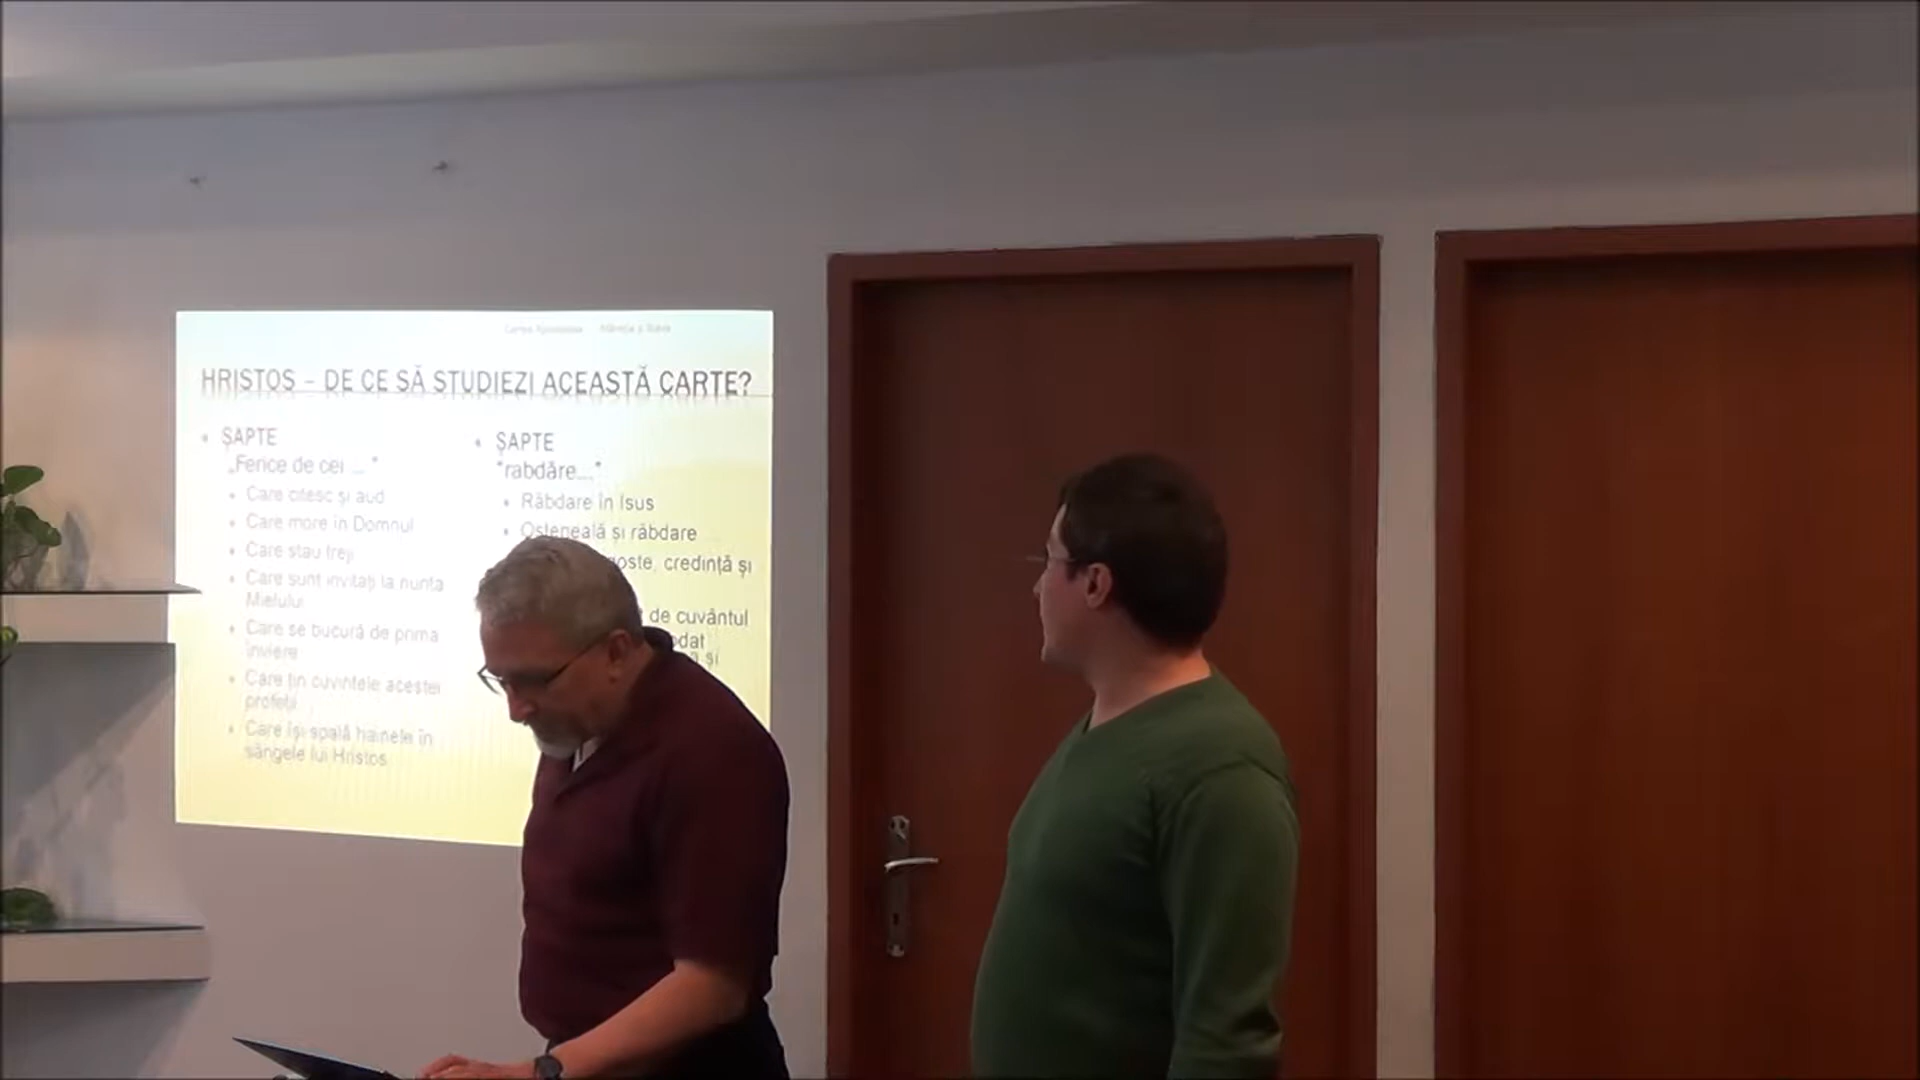 HRISTOS – DE CE SĂ STUDIEZI ACEASTĂ CARTE?
• ŞAPTE
„Ferice de cei ... ”
• Care citesc şi aud
• Care mor e în Domnul
• Care stau treji
• Care sunt invitaţi la nunta
Mielului
• Care se bucură de prima
înviere
• Care ţin cuvintele acestei
profeţii
• Care îşi spală hainele în
sângele lui Hristos
• ŞAPTE
“rabdăre...”
• Răbdare în Isus
• Osteneală şi răbdare
credinţă şi
de cuvântul
şi